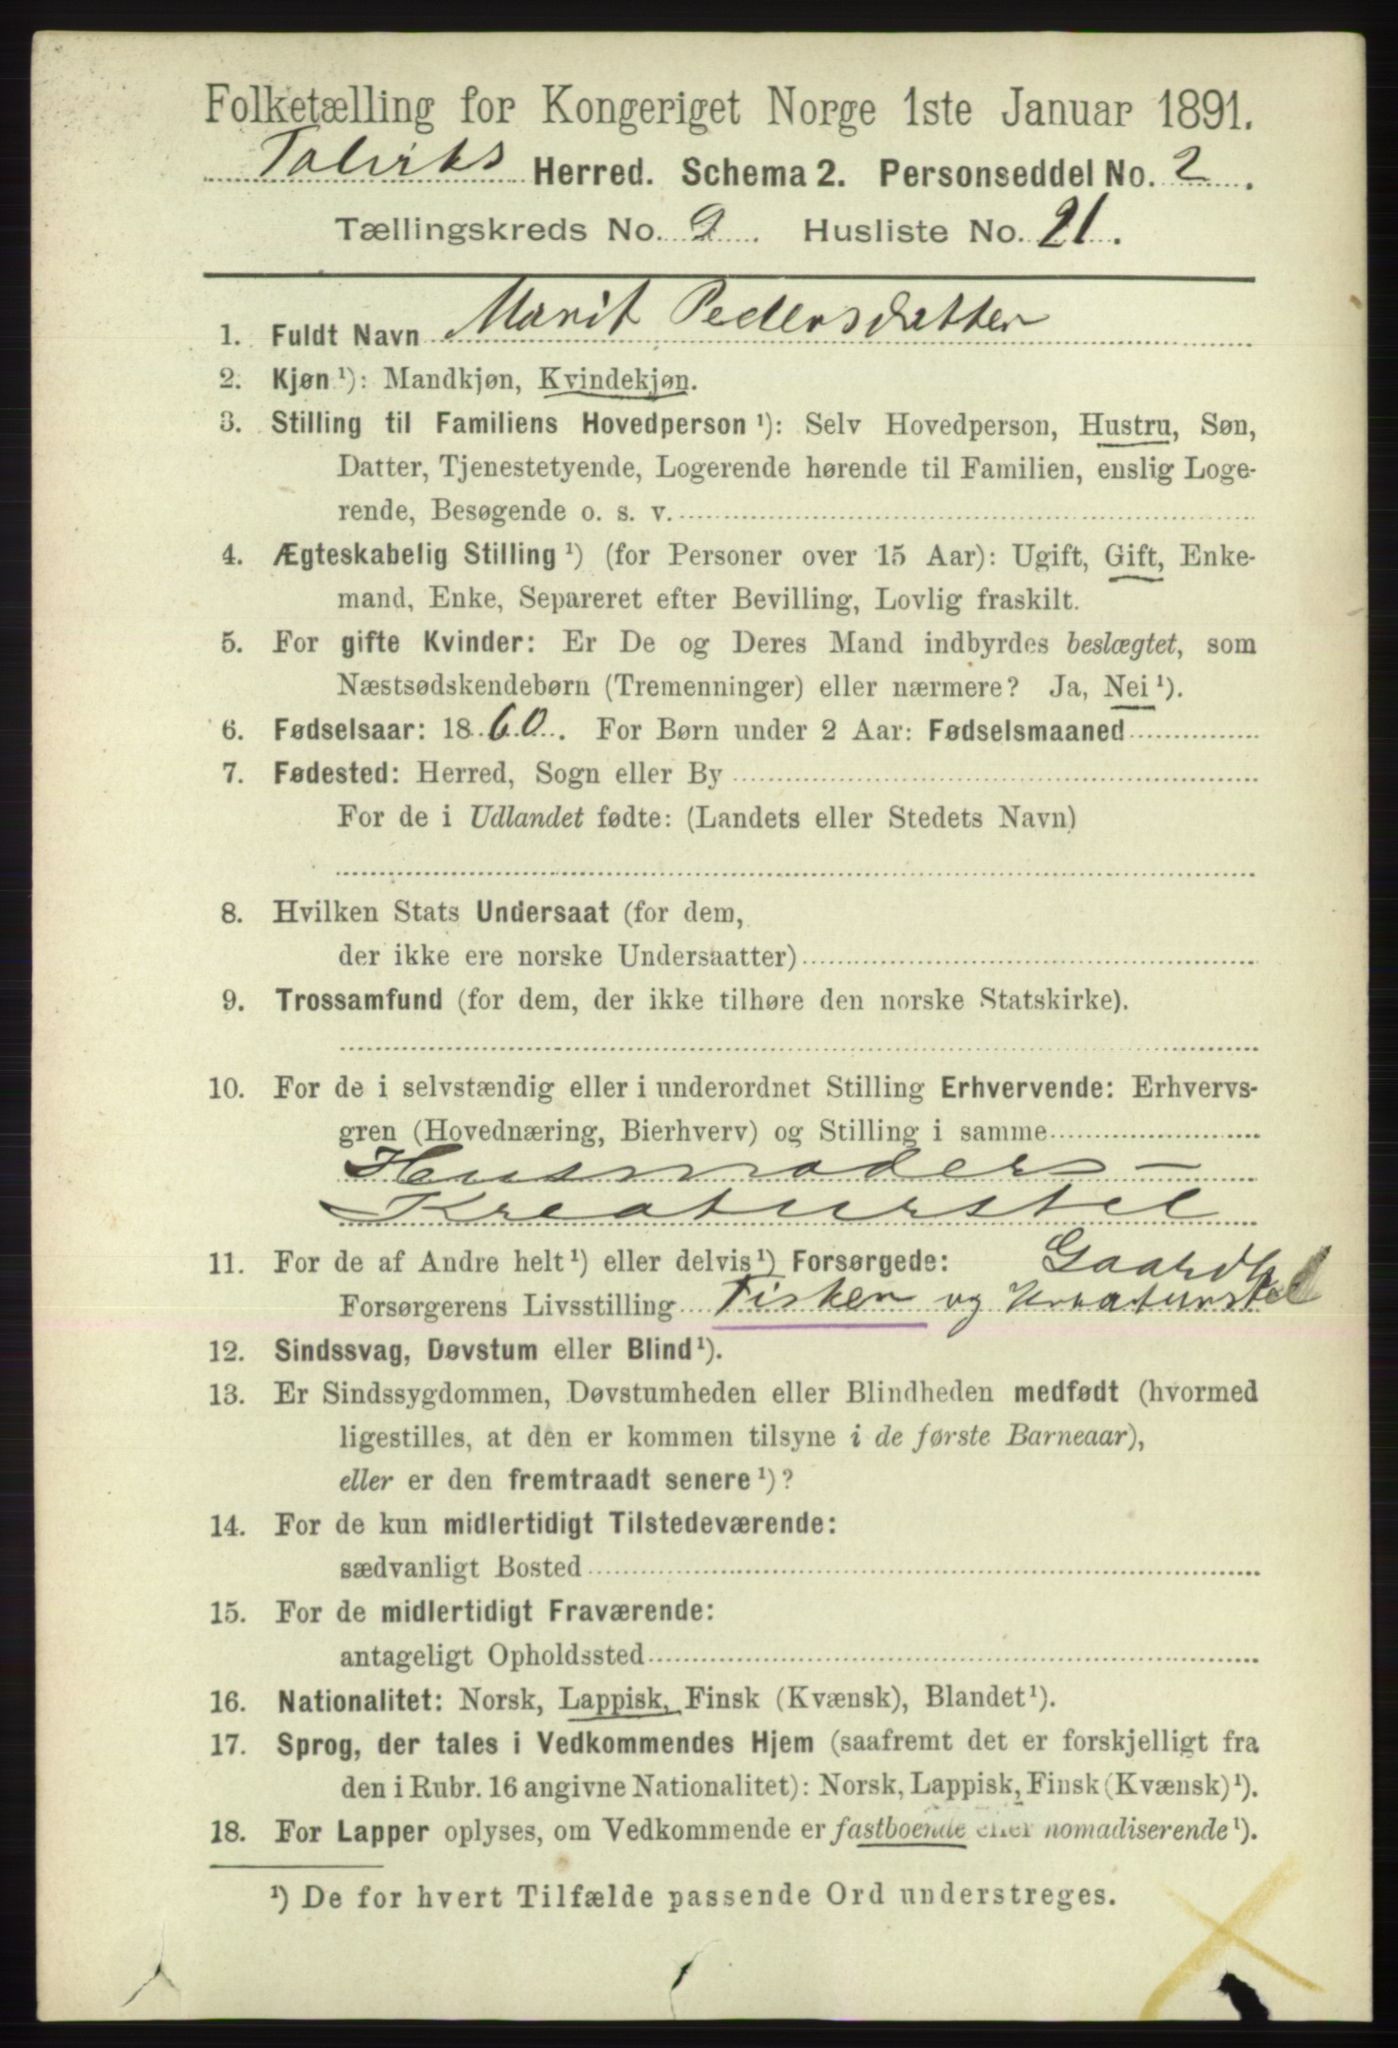 Folketælling for Kongeriget Norge 1ste Januar 1891.
Talviks Herred. Schema 2. Personseddel No. 2.
Tællingskreds No. 2. Husliste No. 21.
1. Fuldt Navn Marit Pedersdatter
2. Kjøn ¹): Mandkjøn, Kvindekjøn.
3. Stilling til Familiens Hovedperson ¹): Selv Hovedperson, Hustru, Søn,
Datter, Tjenestetyende, Logerende hørende til Familien, enslig Loge-
rende, Besøgende o. s. v.
4. Ægteskabelig Stilling ¹) (for Personer over 15 Aar): Ugift, Gift, Enke-
mand, Enke, Separeret efter Bevilling, Lovlig fraskilt.
5. For gifte Kvinder: Er De og Deres Mand indbyrdes beslægtet, som
Næstsødskendebørn (Tremenninger) eller nærmere? Ja, Nei ¹).
6. Fødselsaar: 1860. For Børn under 2 Aar: Fødselsmaaned
7. Fødested: Herred, Sogn eller By
For de i Udlandet fødte: (Landets eller Stedets Navn)
8. Hvilken Stats Undersaat (for dem,
der ikke ere norske Undersaatter)
9. Trossamfund (for dem, der ikke tilhøre den norske Statskirke).
10. For de i selvstændig eller i underordnet Stilling Erhvervende: Erhvervs-
gren (Hovednæring, Bierhverv) og Stilling i samme
Husmoders –
Kreaturstel
11. For de af Andre helt ¹) eller delvis ¹) Forsørgede: Gaardb
Forsørgerens Livsstilling Fisker og Kreaturstel
12. Sindssvag, Døvstum eller Blind ¹).
13. Er Sindssygdommen, Døvstumheden eller Blindheden medfødt (hvormed
ligestilles, at den er kommen tilsyne i de første Barneaar),
eller er den fremtraadt senere ¹)?
14. For de kun midlertidigt Tilstedeværende:
sædvanligt Bosted
15. For de midlertidigt Fraværende:
antageligt Opholdssted
16. Nationalitet: Norsk, Lappisk, Finsk (Kvænsk), Blandet ¹).
17. Sprog, der tales i Vedkommendes Hjem (saafremt det er forskjelligt fra
den i Rubr. 16 angivne Nationalitet): Norsk, Lappisk, Finsk (Kvænsk) ¹).
18. For Lapper oplyses, om Vedkommende er fastboende eller nomadiserende ¹).
¹) De for hvert Tilfælde passende Ord understreges.